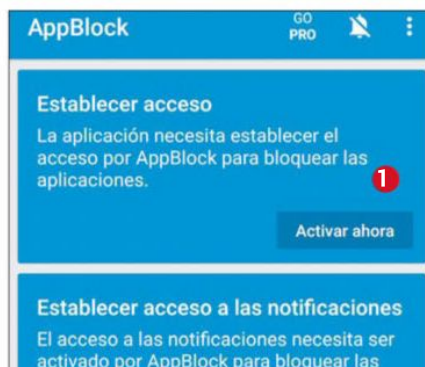 AppBlock
GO
PRO
Establecer acceso
La aplicación necesita establecer el
acceso por AppBlock para bloquear las
aplicaciones.
1
Activar ahora
Establecer acceso a las notificaciones
El acceso a las notificaciones necesita ser
activado por AppBlock para bloquear las